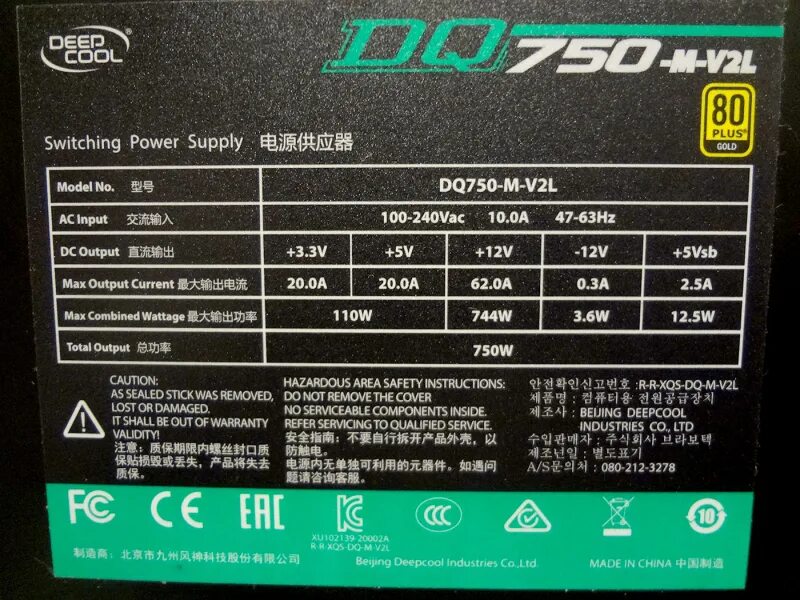 DEEP
COOL
DQ750-M-V2L
80
PLUS®
GOLD
Switching Power Supply 电源供应器
Model No. 型号 DQ750-M-V2L
AC Input 交流输入 100-240Vac 10.0A 47-63Hz
DC Output 直流输出 +3.3V +5V +12V -12V +5Vsb
Max Output Current 最大输出电流 20.0A 20.0A 62.0A 0.3A 2.5A
Max Combined Wattage 最大输出功率 110W 744W 3.6W 12.5W
Total Output 总功率 750W
CAUTION:
AS SEALED STICK WAS REMOVED,
LOST OR DAMAGED.
IT SHALL BE OUT OF WARRANTY
VALIDITY!
注意: 质保期限内螺丝封口质
保贴损毁或丢失，产品将失去
质保。
HAZARDOUS AREA SAFETY INSTRUCTIONS:
DO NOT REMOVE THE COVER
NO SERVICEABLE COMPONENTS INSIDE.
REFER SERVICING TO QUALIFIED SERVICE.
安全指南: 不要自行拆开产品外壳，以
防触电。
电源内无单独可利用的元器件。如遇问
题请咨询客服。
안전확인신고번호 :R-R-XQS-DQ-M-V2L
제품명 : 컴퓨터용 전원공급장치
제조사 : BEIJING DEEPCOOL
INDUSTRIES CO., LTD
수입판매자 : 주식회사 브라보텍
제조년일 : 별도표기
A/S문의처 : 080-212-3278
FC CE EAC KC CCC 10
XU102139-20002A
R-R-XQS-DQ-M-V2L
制造商: 北京市九州风神科技股份有限公司 Beijing Deepcool Industries Co.,Ltd. MADE IN CHINA 中国制造